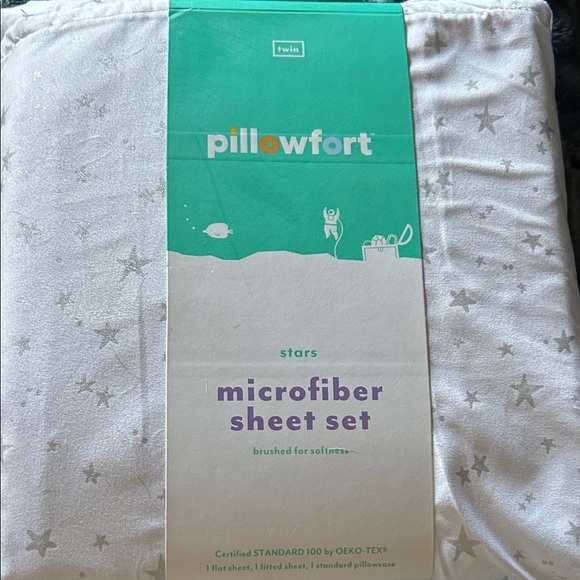 twin
pillowfort™
stars
microfiber
sheet set
brushed for softness
Certified STANDARD 100 by OEKO-TEX®
1 flat sheet, 1 fitted sheet, 1 standard pillowcase